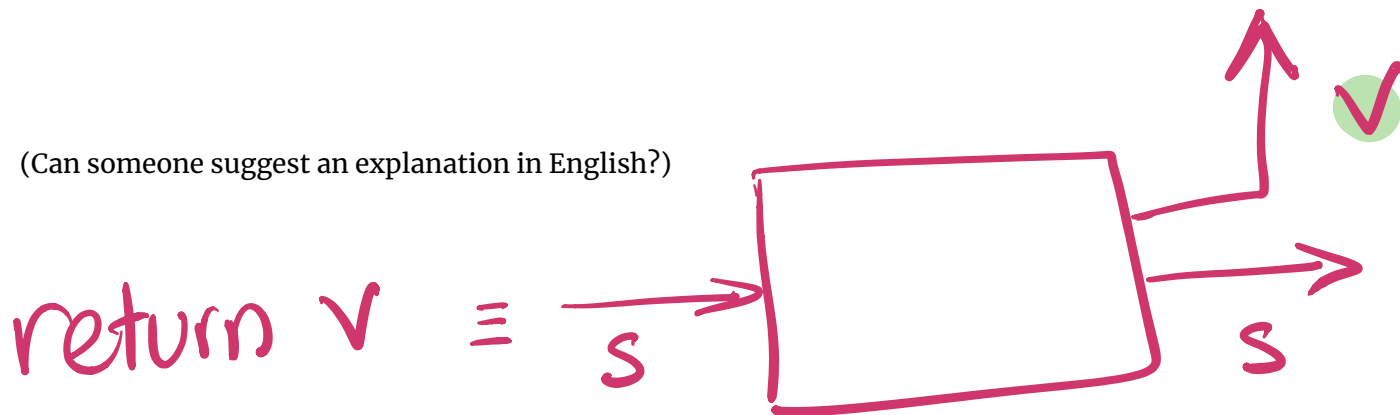 v
(Can someone suggest an explanation in English?)
return v ≡ s s